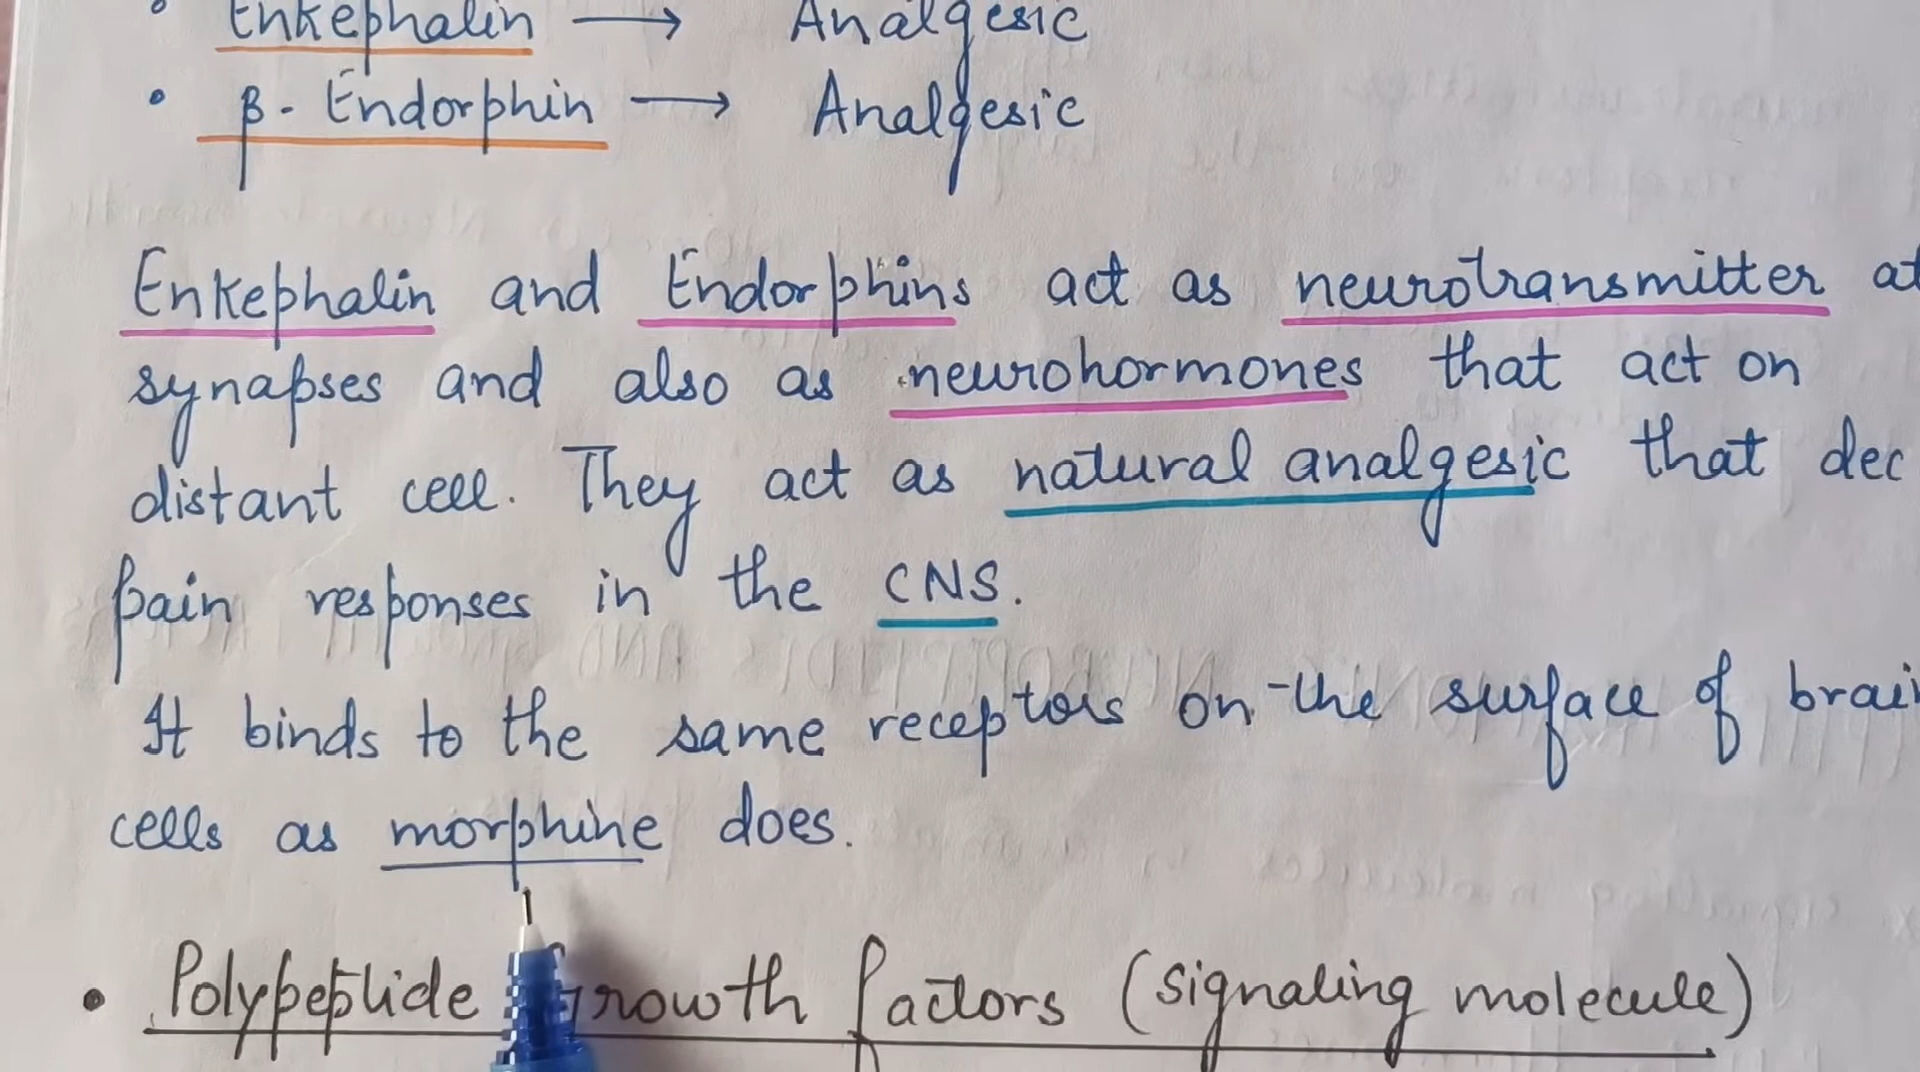 • Enkephalin → Analgesic
• β- Endorphin → Analgesic
Enkephalin and Endorphins act as neurotransmitter at
synapses and also as neurohormones that act on
distant cell. They act as natural analgesic that dec
pain responses in the CNS.
It binds to the same receptors on the surface of brai
cells as morphine does.
• Polypeptide Growth factors (signaling molecule)